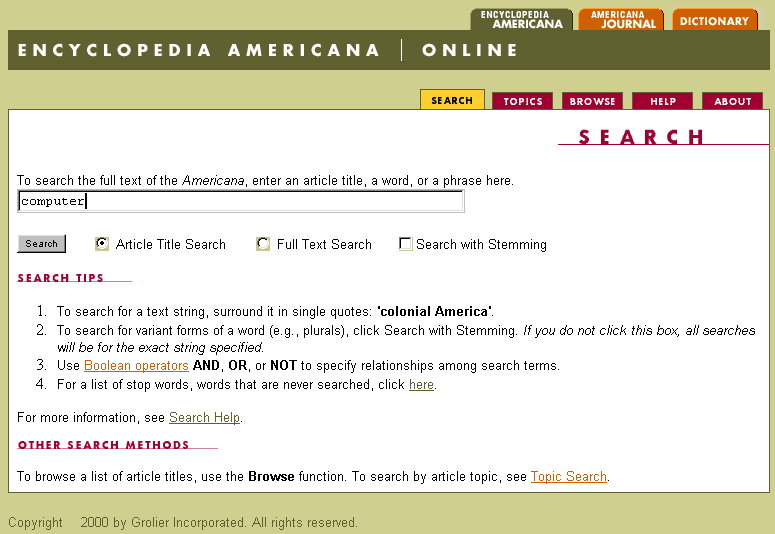 ENCYCLOPEDIA AMERICANA
AMERICANA JOURNAL
DICTIONARY
ENCYCLOPEDIA AMERICANA | ONLINE
SEARCH TOPICS BROWSE HELP ABOUT
SEARCH
To search the full text of the Americana, enter an article title, a word, or a phrase here.
computer
Search Article Title Search Full Text Search Search with Stemming
SEARCH TIPS
1. To search for a text string, surround it in single quotes: 'colonial America'.
2. To search for variant forms of a word (e.g., plurals), click Search with Stemming. If you do not click this box, all searches
will be for the exact string specified.
3. Use Boolean operators AND, OR, or NOT to specify relationships among search terms.
4. For a list of stop words, words that are never searched, click here.
For more information, see Search Help.
OTHER SEARCH METHODS
To browse a list of article titles, use the Browse function. To search by article topic, see Topic Search.
Copyright 2000 by Grolier Incorporated. All rights reserved.